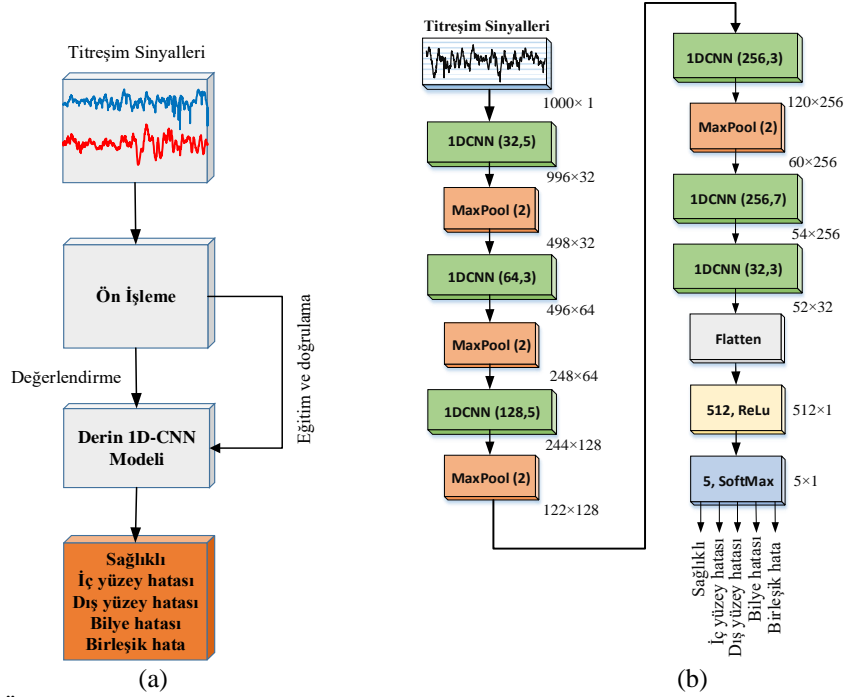 Titreşim Sinyalleri
Ön İşleme
Değerlendirme
Eğitim ve doğrulama
Derin 1D-CNN
Modeli
Sağlıklı
İç yüzey hatası
Dış yüzey hatası
Bilye hatası
Birleşik hata
(a)
Titreşim Sinyalleri
1000× 1
1DCNN (32,5)
996×32
MaxPool (2)
498×32
1DCNN (64,3)
496×64
MaxPool (2)
248×64
1DCNN (128,5)
244×128
MaxPool (2)
122×128
1DCNN (256,3)
120×256
MaxPool (2)
60×256
1DCNN (256,7)
54×256
1DCNN (32,3)
52×32
Flatten
512, ReLu
512×1
5, SoftMax
5×1
Sağlıklı
İç yüzey hatası
Dış yüzey hatası
Bilye hatası
Birleşik hata
(b)